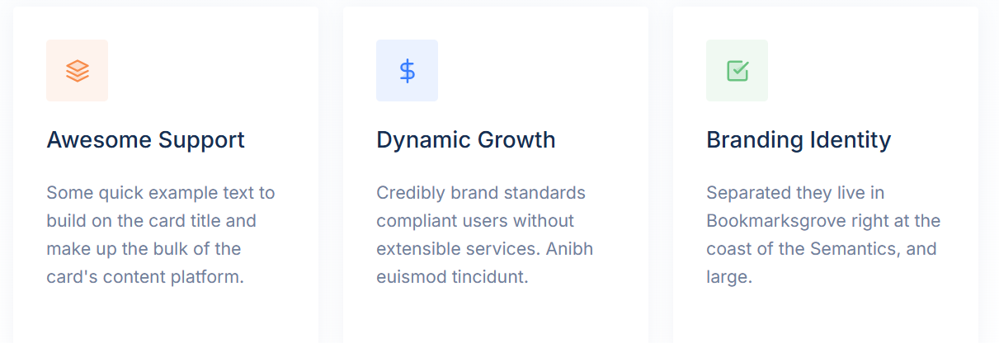 Awesome Support
Some quick example text to
build on the card title and
make up the bulk of the
card's content platform.
Dynamic Growth
Credibly brand standards
compliant users without
extensible services. Anibh
euismod tincidunt.
Branding Identity
Separated they live in
Bookmarksgrove right at the
coast of the Semantics, and
large.